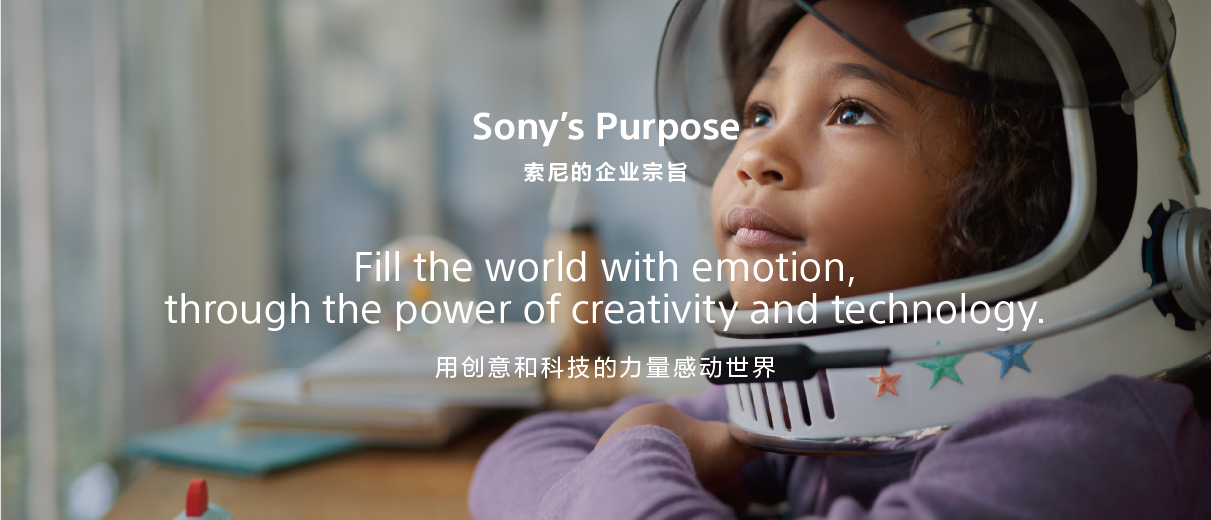 Sony’s Purpose
索尼的企业宗旨
Fill the world with emotion,
through the power of creativity and technology.
用创意和科技的力量感动世界